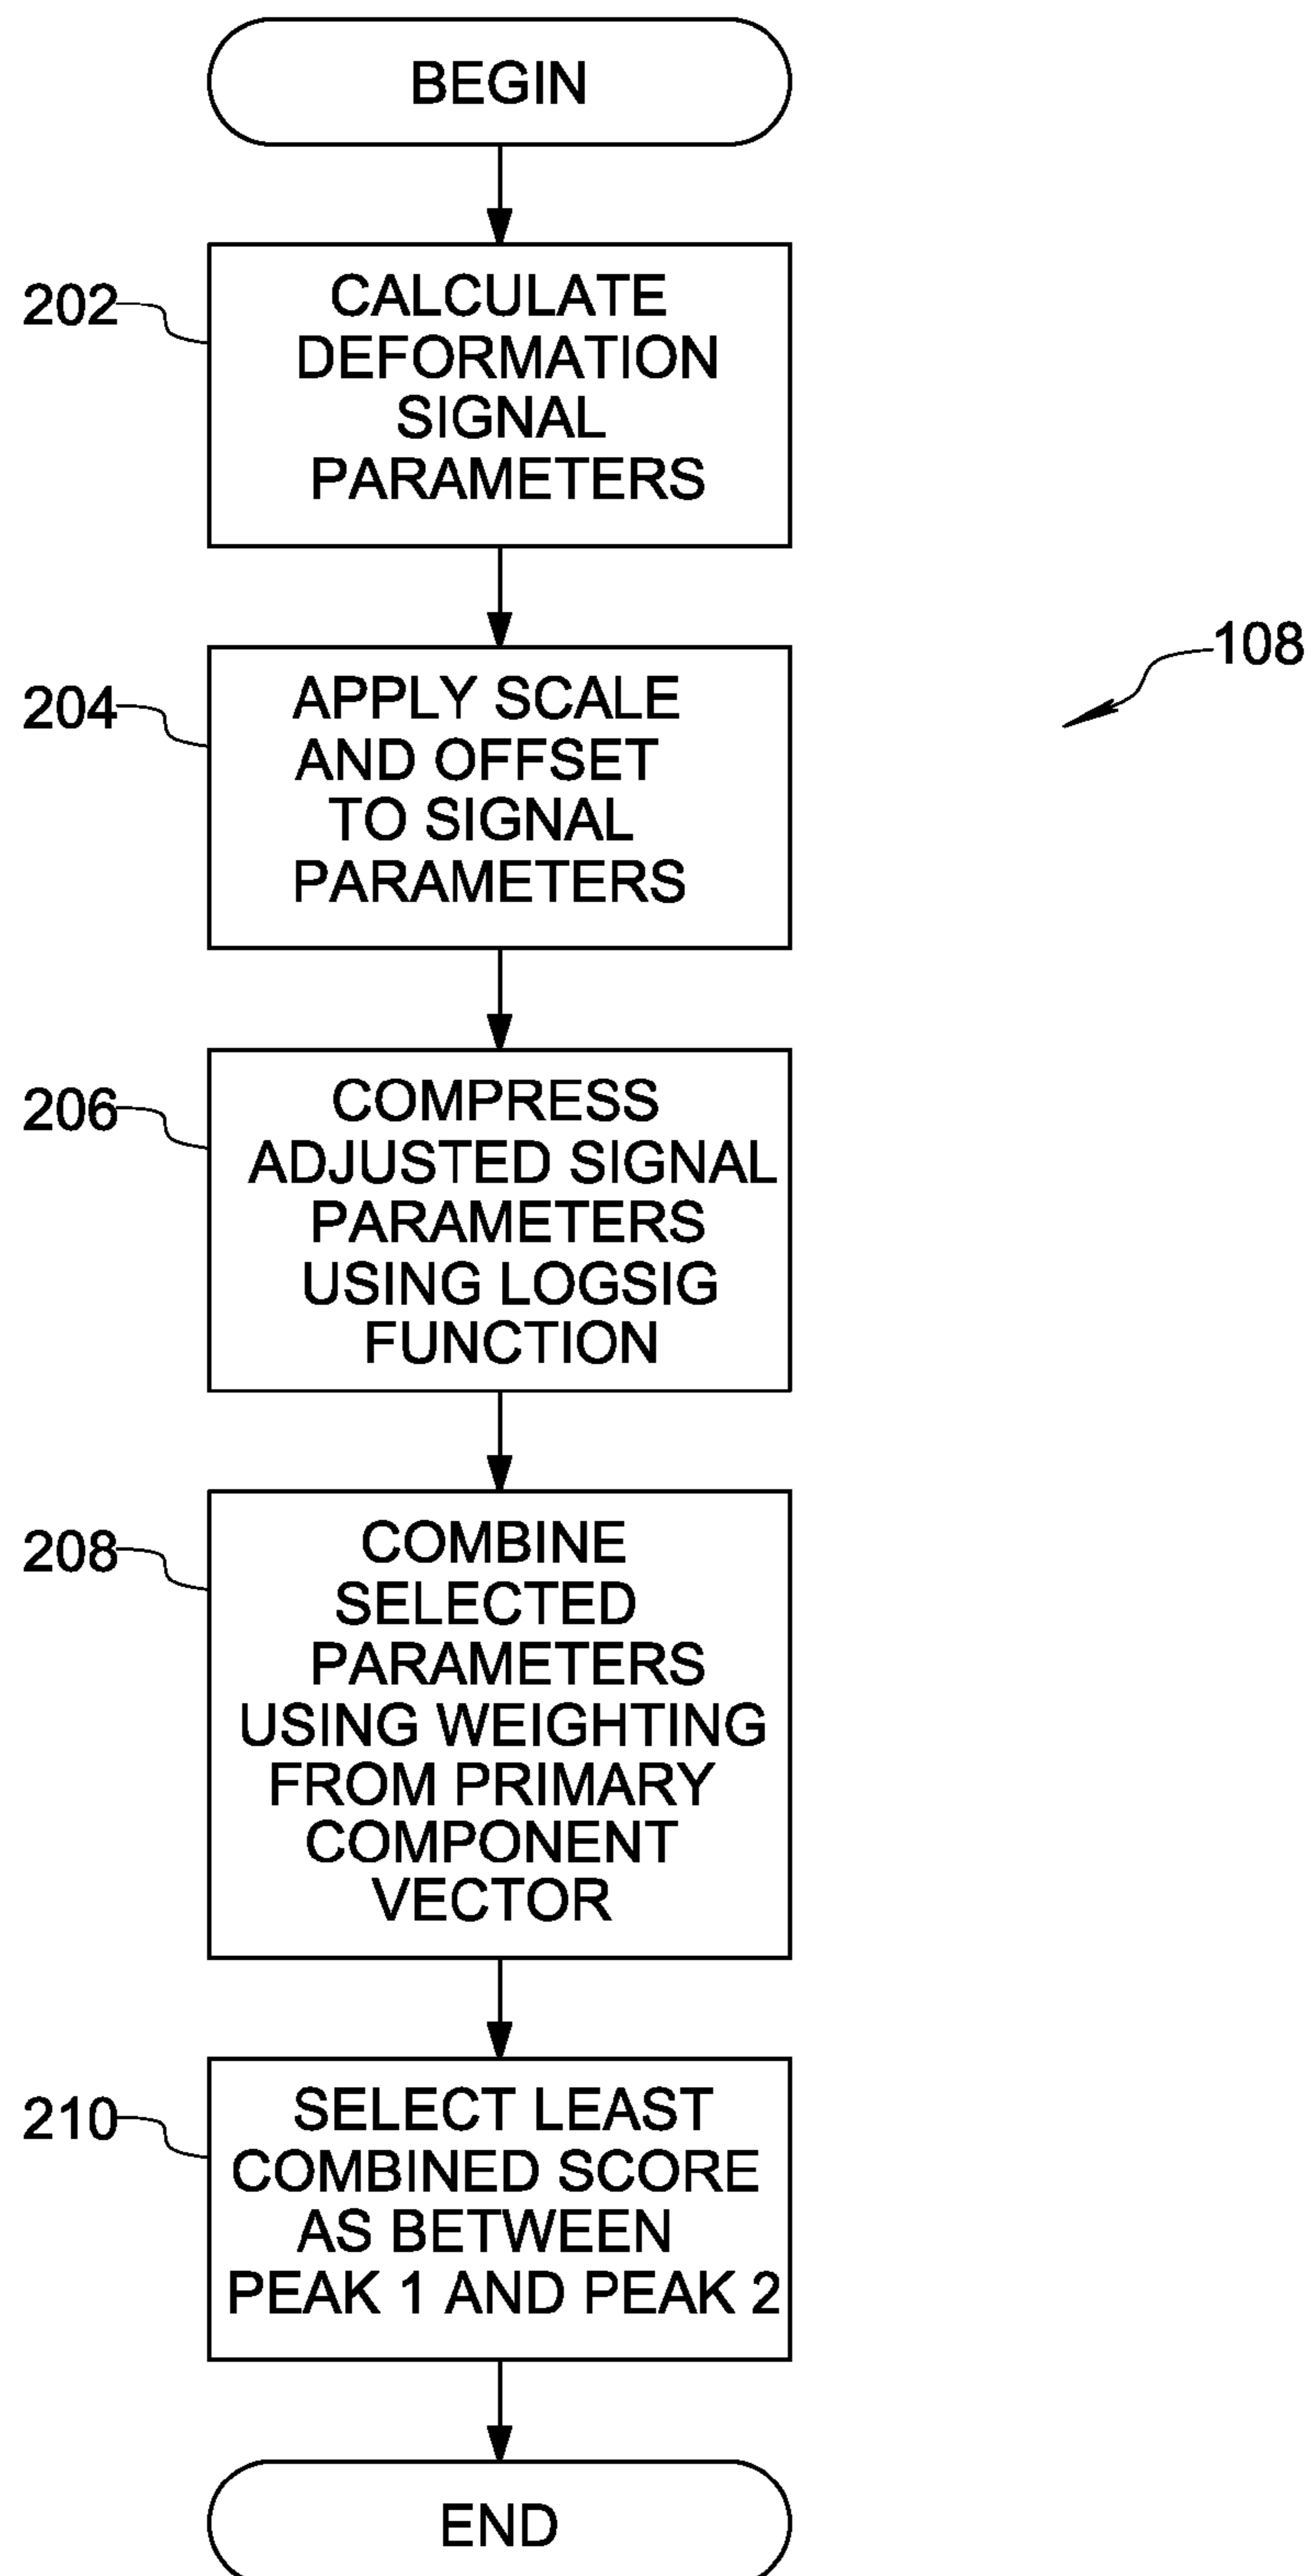 BEGIN
202
CALCULATE
DEFORMATION
SIGNAL
PARAMETERS
108
204
APPLY SCALE
AND OFFSET
TO SIGNAL
PARAMETERS
206
COMPRESS
ADJUSTED SIGNAL
PARAMETERS
USING LOGSIG
FUNCTION
208
COMBINE
SELECTED
PARAMETERS
USING WEIGHTING
FROM PRIMARY
COMPONENT
VECTOR
210
SELECT LEAST
COMBINED SCORE
AS BETWEEN
PEAK 1 AND PEAK 2
END